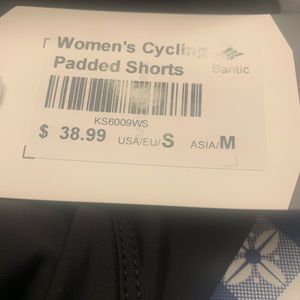 Women's Cycling
Padded Shorts
Santic
KS6009WS
$ 38.99 USA/EU/S ASIA/M